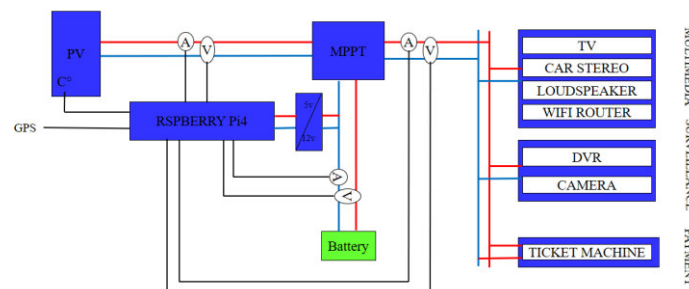 PV
C°
A
V
MPPT
A
V
GPS
RSPBERRY Pi4
5v
12v
A
V
Battery
TV
CAR STEREO
LOUDSPEAKER
WIFI ROUTER
DVR
CAMERA
TICKET MACHINE